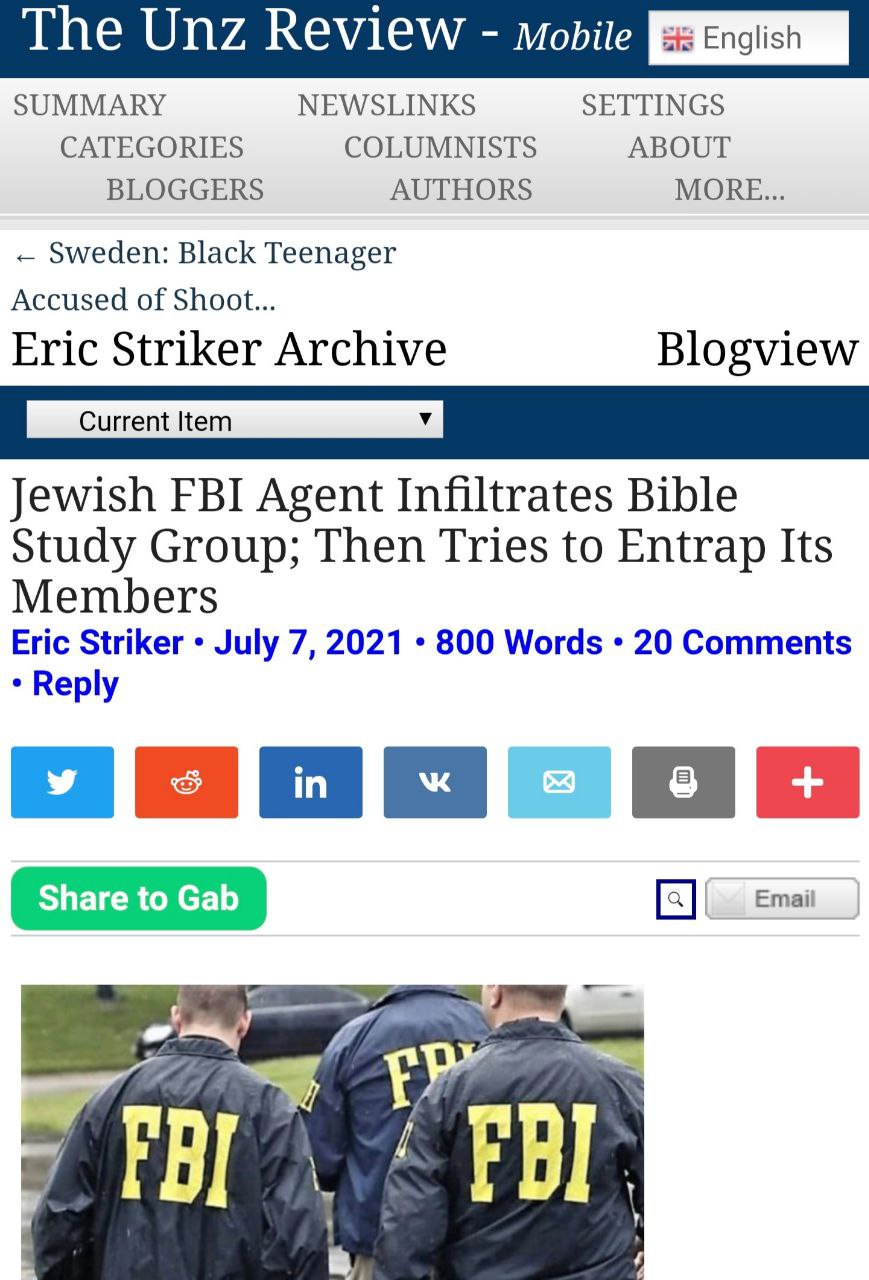 The Unz Review - Mobile English
SUMMARY NEWSLINKS SETTINGS
CATEGORIES COLUMNISTS ABOUT
BLOGGERS AUTHORS MORE...
← Sweden: Black Teenager
Accused of Shoot...
Eric Striker Archive Blogview
Current Item ▼
Jewish FBI Agent Infiltrates Bible
Study Group; Then Tries to Entrap Its
Members
Eric Striker • July 7, 2021 • 800 Words • 20 Comments
• Reply
in
Share to Gab Email
FBI
FBI FBI